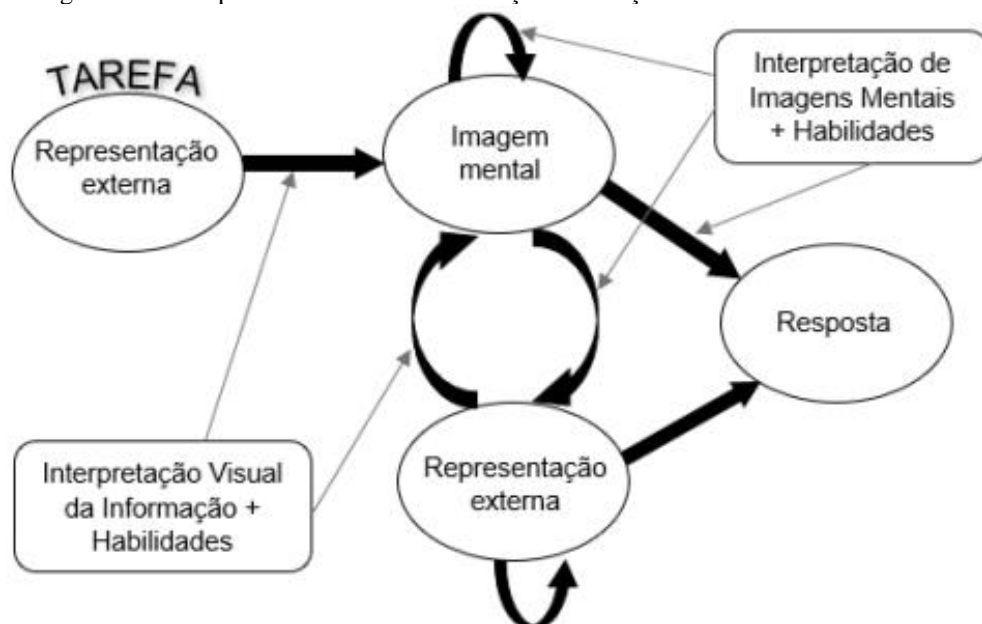 TAREFA
Representação
externa
Imagem
mental
Interpretação de
Imagens Mentais
+ Habilidades
Resposta
Interpretação Visual
da Informação +
Habilidades
Representação
externa